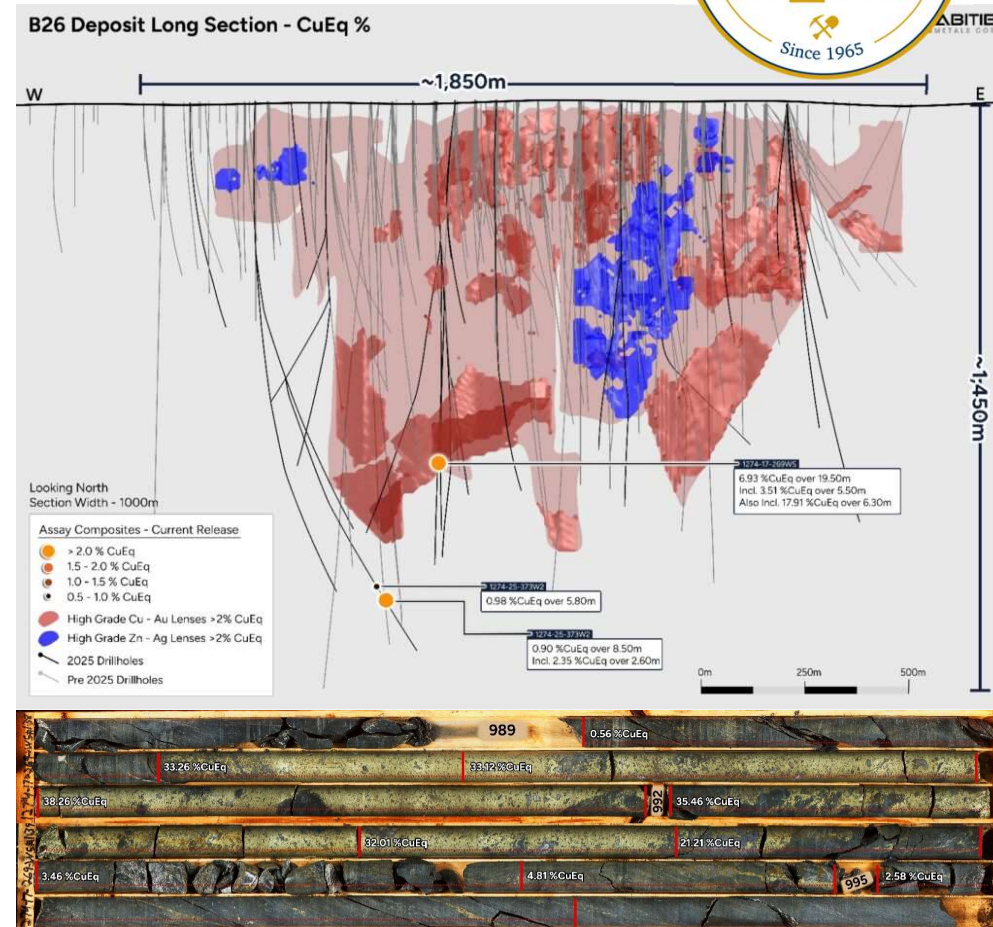 B26 Deposit Long Section - CuEq %
Since 1965
ABITIB
METALS COR
~1,850m
W
E
~1,450m
1274-17-269W5
6.93 %CuEq over 19.50m
Incl. 3.51 %CuEq over 5.50m
Also Incl. 17.91 %CuEq over 6.30m
1274-25-373W2
0.98 %CuEq over 5.80m
1274-25-373W2
0.90 %CuEq over 8.50m
Incl. 2.35 %CuEq over 2.60m
Looking North
Section Width - 1000m
Assay Composites - Current Release
> 2.0 % CuEq
1.5 - 2.0 % CuEq
1.0 - 1.5 % CuEq
0.5 - 1.0 % CuEq
High Grade Cu - Au Lenses >2% CuEq
High Grade Zn - Ag Lenses >2% CuEq
2025 Drillholes
Pre 2025 Drillholes
0m 250m 500m
989
0.56 %CuEq
33.26 %CuEq
33.12 %CuEq
38.26 %CuEq
992
35.46 %CuEq
32.01 %CuEq
21.21 %CuEq
3.46 %CuEq
4.81 %CuEq
995
2.58 %CuEq